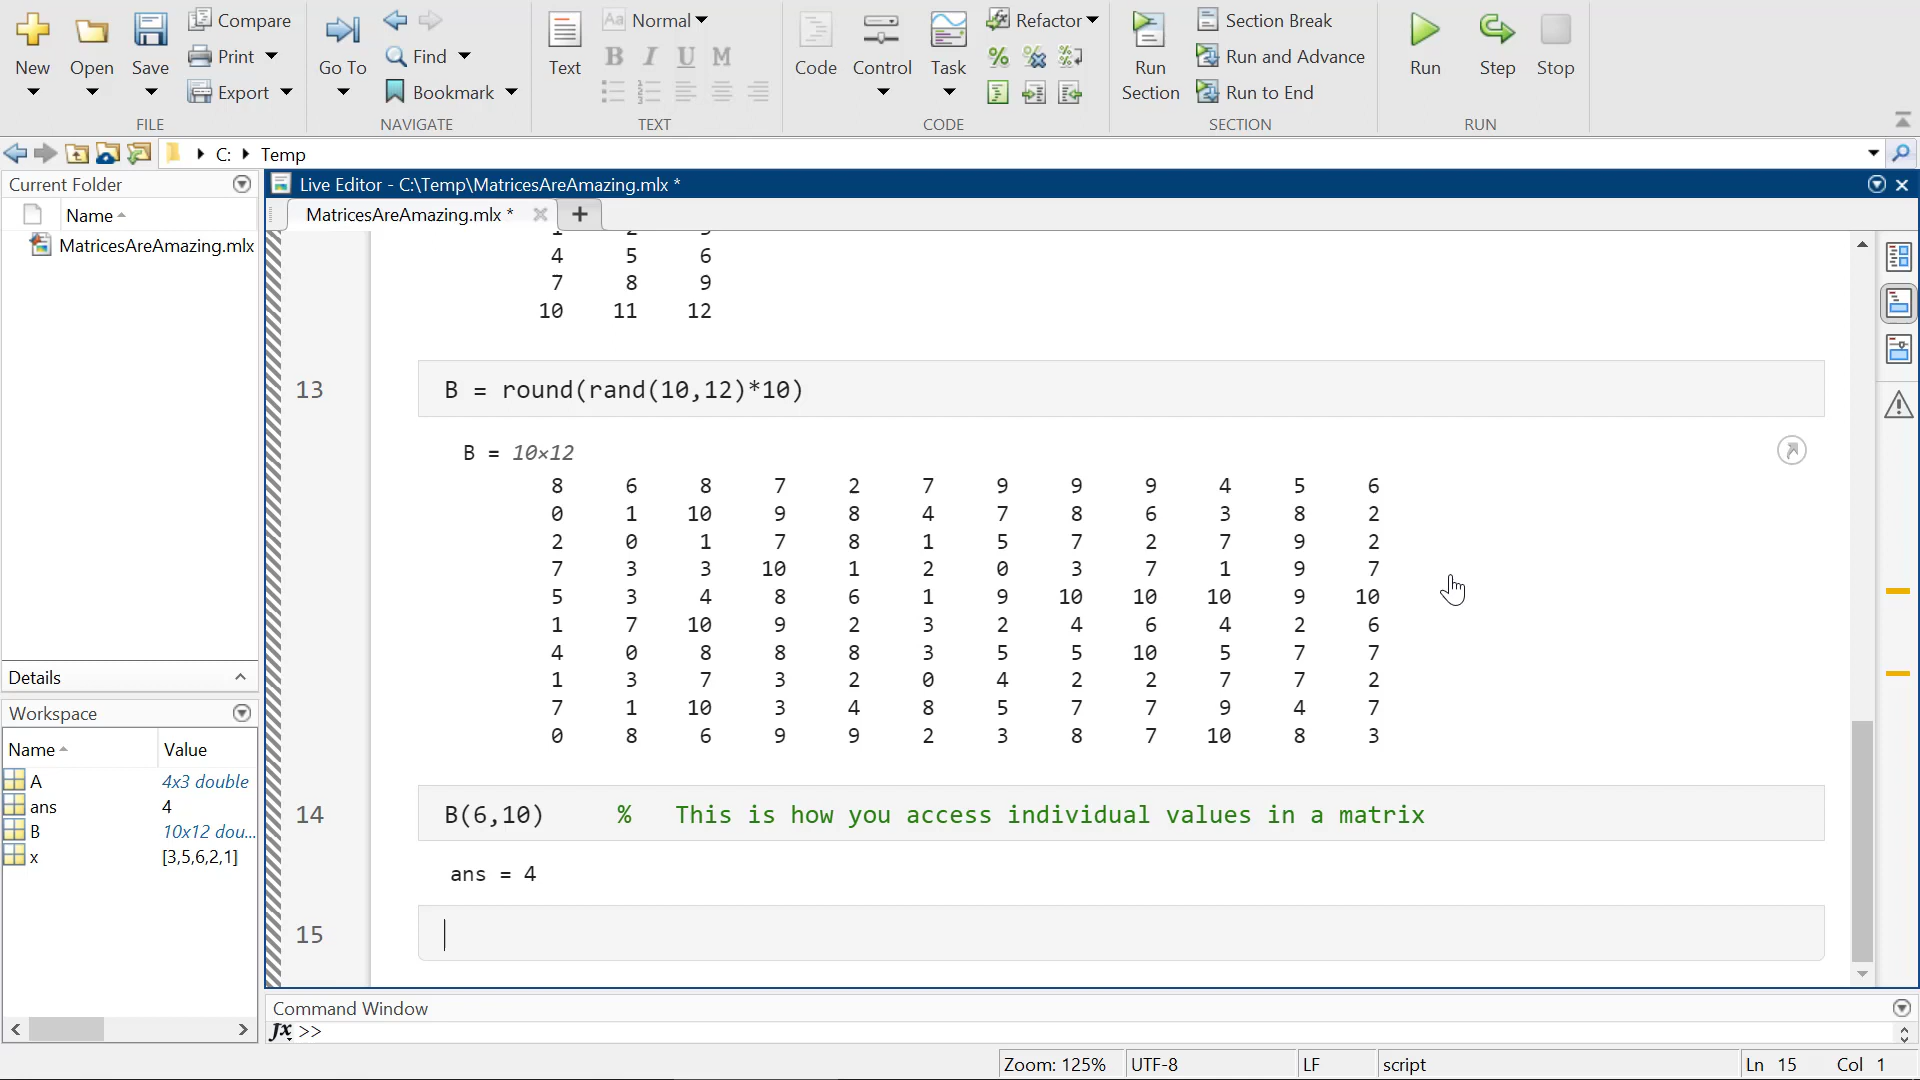 New
Open
Save
Compare
Print
Export
FILE
Go To
Find
Bookmark
NAVIGATE
Text
Aa Normal
B I U M
TEXT
Code
Control
Task
Refactor
CODE
Run
Section
Section Break
Run and Advance
Run to End
SECTION
Run
Step
Stop
RUN
C: Temp
Current Folder
Name
MatricesAreAmazing.mlx
Details
Workspace
Name Value
A 4x3 double
ans 4
B 10x12 dou...
x [3,5,6,2,1]
Live Editor - C:\Temp\MatricesAreAmazing.mlx *
MatricesAreAmazing.mlx *
4 5 6
7 8 9
10 11 12
13 B = round(rand(10,12)*10)
B = 10×12
8 6 8 7 2 7 9 9 9 4 5 6
0 1 10 9 8 4 7 8 6 3 8 2
2 0 1 7 8 1 5 7 2 7 9 2
7 3 3 10 1 2 0 3 7 1 9 7
5 3 4 8 6 1 9 10 10 10 9 10
1 7 10 9 2 3 2 4 6 4 2 6
4 0 8 8 8 3 5 5 10 5 7 7
1 3 7 3 2 0 4 2 2 7 7 2
7 1 10 3 4 8 5 7 7 9 4 7
0 8 6 9 9 2 3 8 7 10 8 3
14 B(6,10) % This is how you access individual values in a matrix
ans = 4
15
Command Window
fx >>
Zoom: 125% UTF-8 LF script Ln 15 Col 1